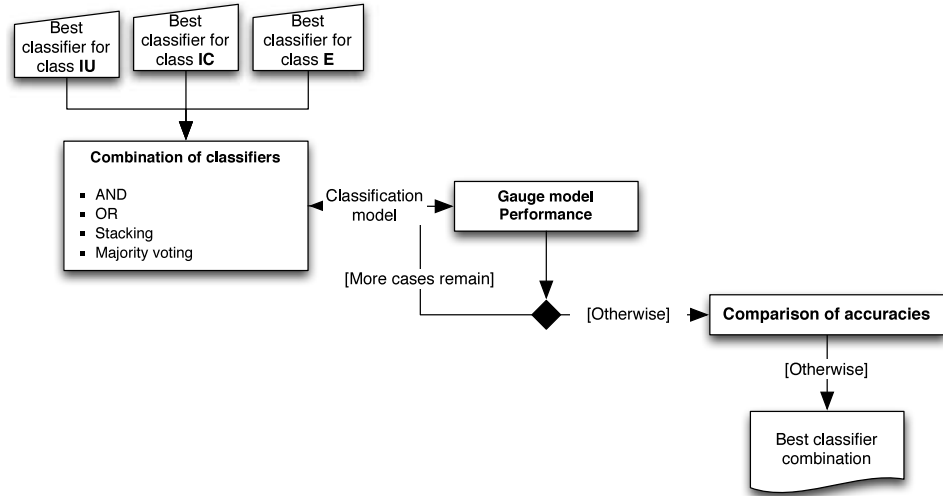 Best
classifier for
class IU
Best
classifier for
class IC
Best
classifier for
class E
Combination of classifiers
▪ AND
▪ OR
▪ Stacking
▪ Majority voting
Classification
model
Gauge model
Performance
[More cases remain]
[Otherwise]
Comparison of accuracies
[Otherwise]
Best classifier
combination